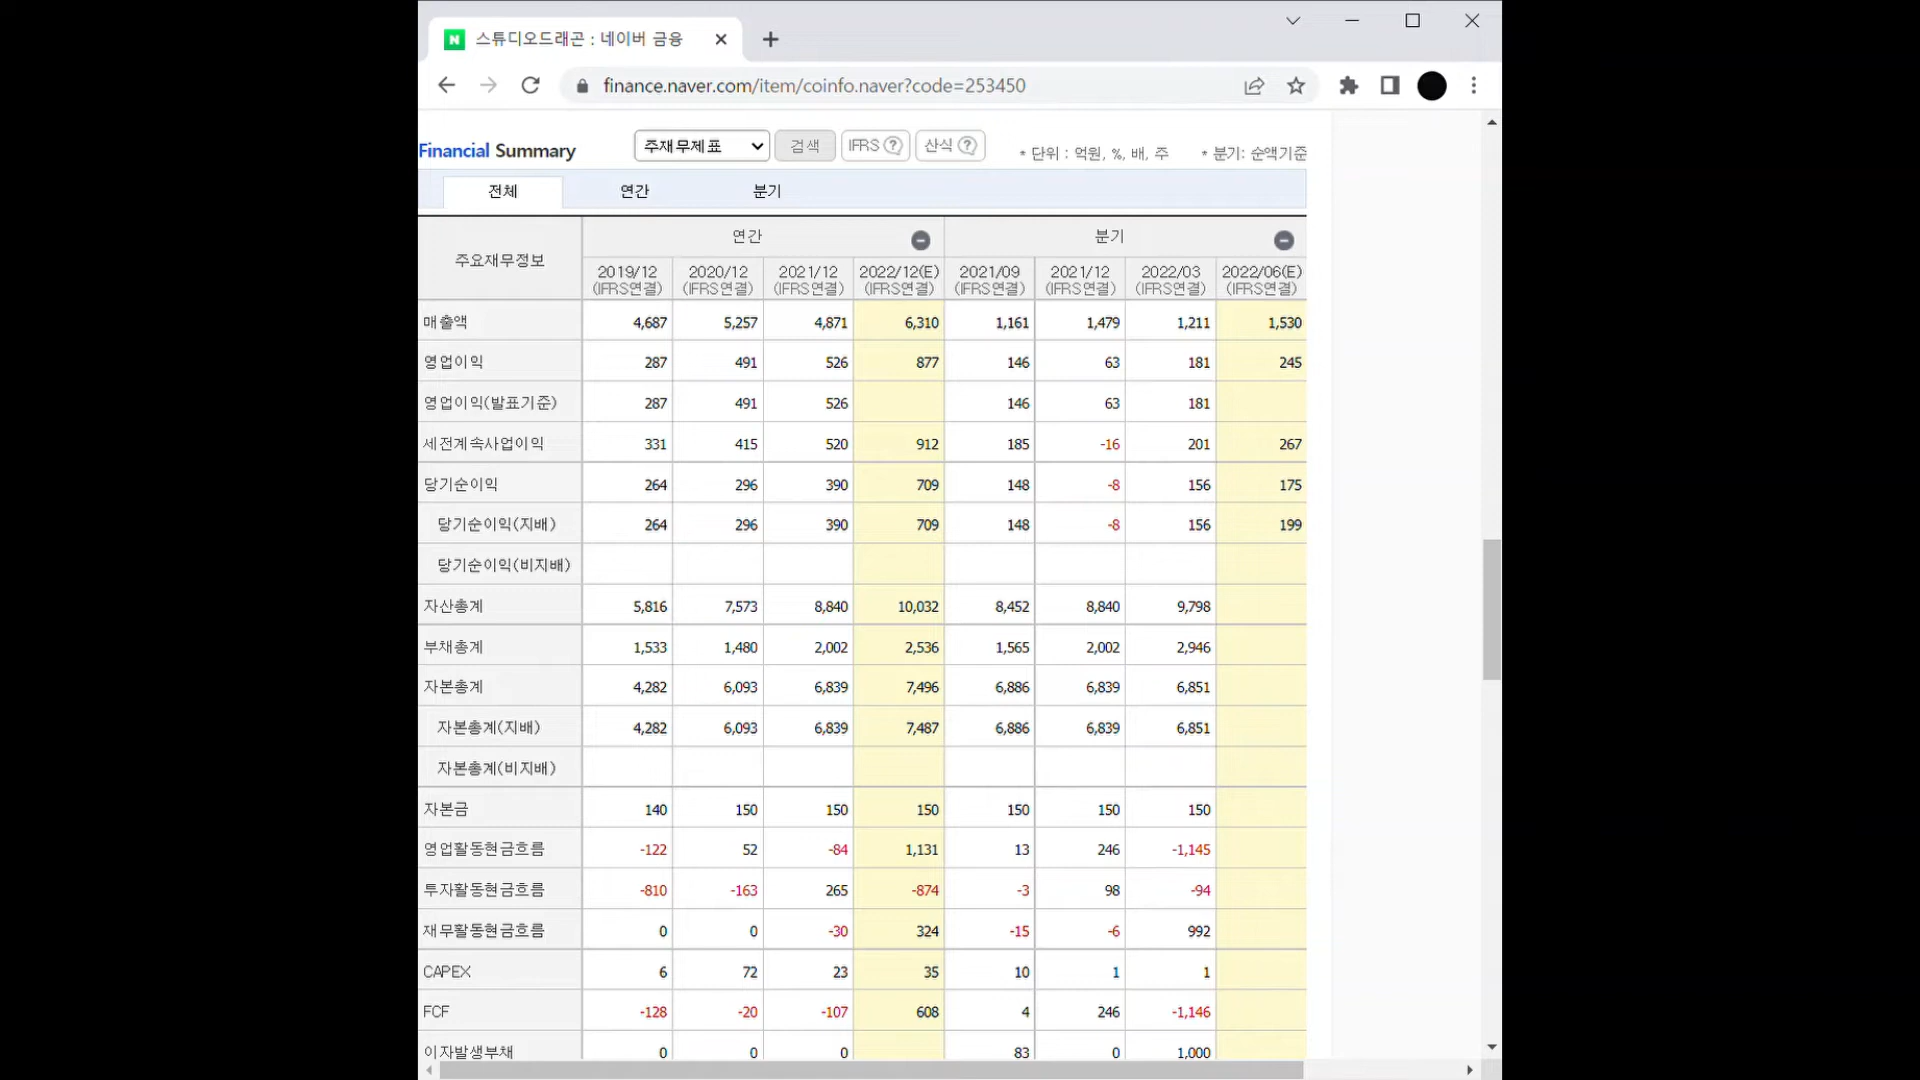 스튜디오드래곤 : 네이버 금융
finance.naver.com/item/coinfo.naver?code=253450
Financial Summary 주재무제표 검색 IFRS ? 산식 ? * 단위 : 억원, %, 배, 주 * 분기: 순액기준
전체 연간 분기
주요재무정보 연간 분기
2019/12 2020/12 2021/12 2022/12(E) 2021/09 2021/12 2022/03 2022/06(E)
(IFRS연결) (IFRS연결) (IFRS연결) (IFRS연결) (IFRS연결) (IFRS연결) (IFRS연결) (IFRS연결)
매출액 4,687 5,257 4,871 6,310 1,161 1,479 1,211 1,530
영업이익 287 491 526 877 146 63 181 245
영업이익(발표기준) 287 491 526 146 63 181
세전계속사업이익 331 415 520 912 185 -16 201 267
당기순이익 264 296 390 709 148 -8 156 175
당기순이익(지배) 264 296 390 709 148 -8 156 199
당기순이익(비지배)
자산총계 5,816 7,573 8,840 10,032 8,452 8,840 9,798
부채총계 1,533 1,480 2,002 2,536 1,565 2,002 2,946
자본총계 4,282 6,093 6,839 7,496 6,886 6,839 6,851
자본총계(지배) 4,282 6,093 6,839 7,487 6,886 6,839 6,851
자본총계(비지배)
자본금 140 150 150 150 150 150 150
영업활동현금흐름 -122 52 -84 1,131 13 246 -1,145
투자활동현금흐름 -810 -163 265 -874 -3 98 -94
재무활동현금흐름 0 0 -30 324 -15 -6 992
CAPEX 6 72 23 35 10 1 1
FCF -128 -20 -107 608 4 246 -1,146
이자발생부채 0 0 0 83 0 1,000